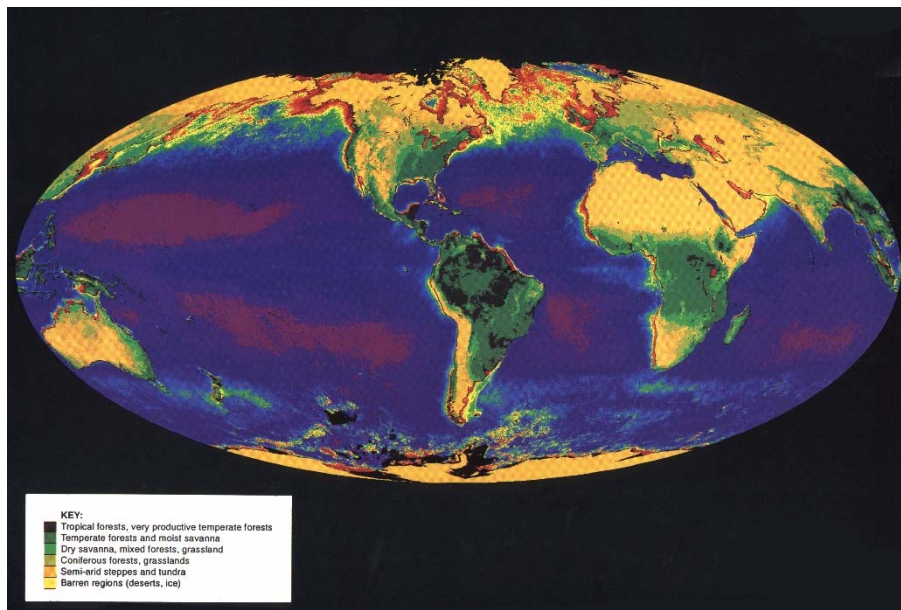 KEY:
Tropical forests, very productive temperate forests
Temperate forests and moist savanna
Dry savanna, mixed forests, grassland
Coniferous forests, grasslands
Semi-arid steppes and tundra
Barren regions (deserts, ice)